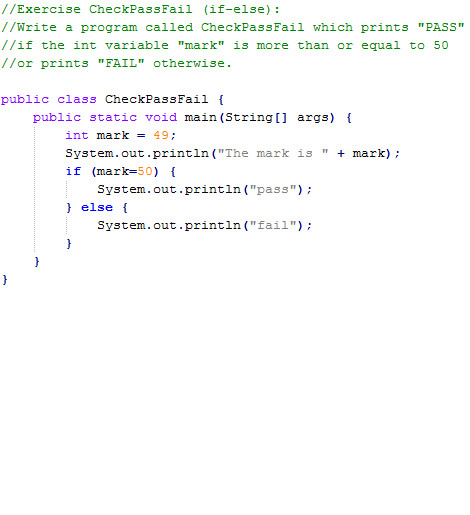 //Exercise CheckPassFail (if-else):
//Write a program called CheckPassFail which prints "PASS"
//if the int variable "mark" is more than or equal to 50
//or prints "FAIL" otherwise.
public class CheckPassFail {
public static void main(String[] args) {
int mark = 49;
System.out.println("The mark is " + mark);
if (mark=50) {
System.out.println("pass");
} else {
System.out.println("fail");
}
}
}